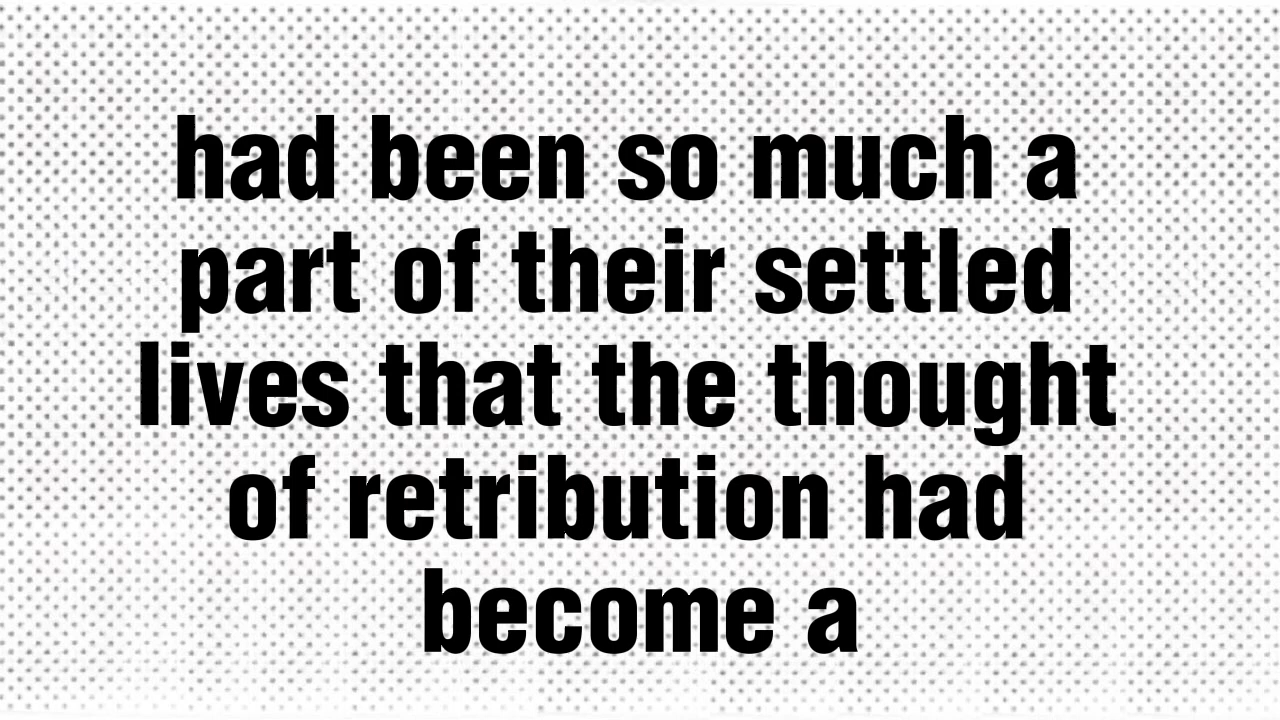 had been so much a
part of their settled
lives that the thought
of retribution had
become a